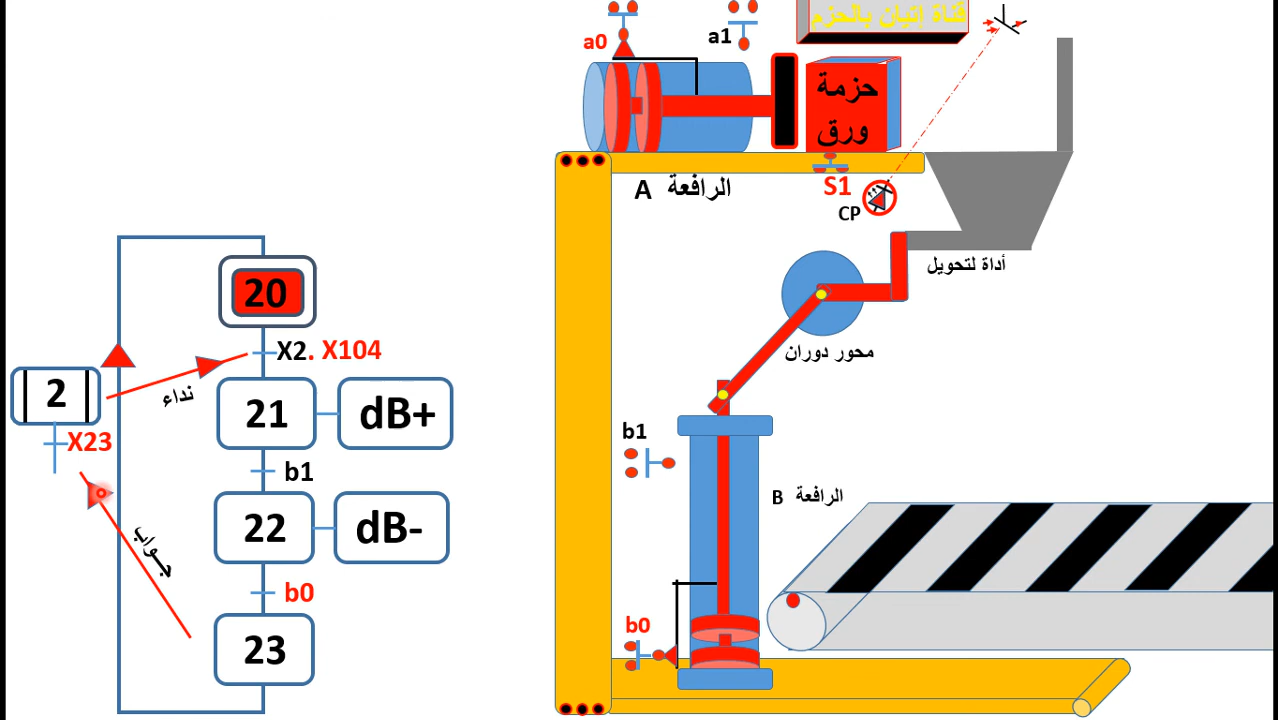 20
X2. X104
نداء
2
X23
21
dB+
b1
22
dB-
جواب
b0
23
قناة إتيان بالحزم
a0
a1
حزمة
ورق
S1
CP
الرافعة A
أداة لتحويل
محور دوران
b1
الرافعة B
b0